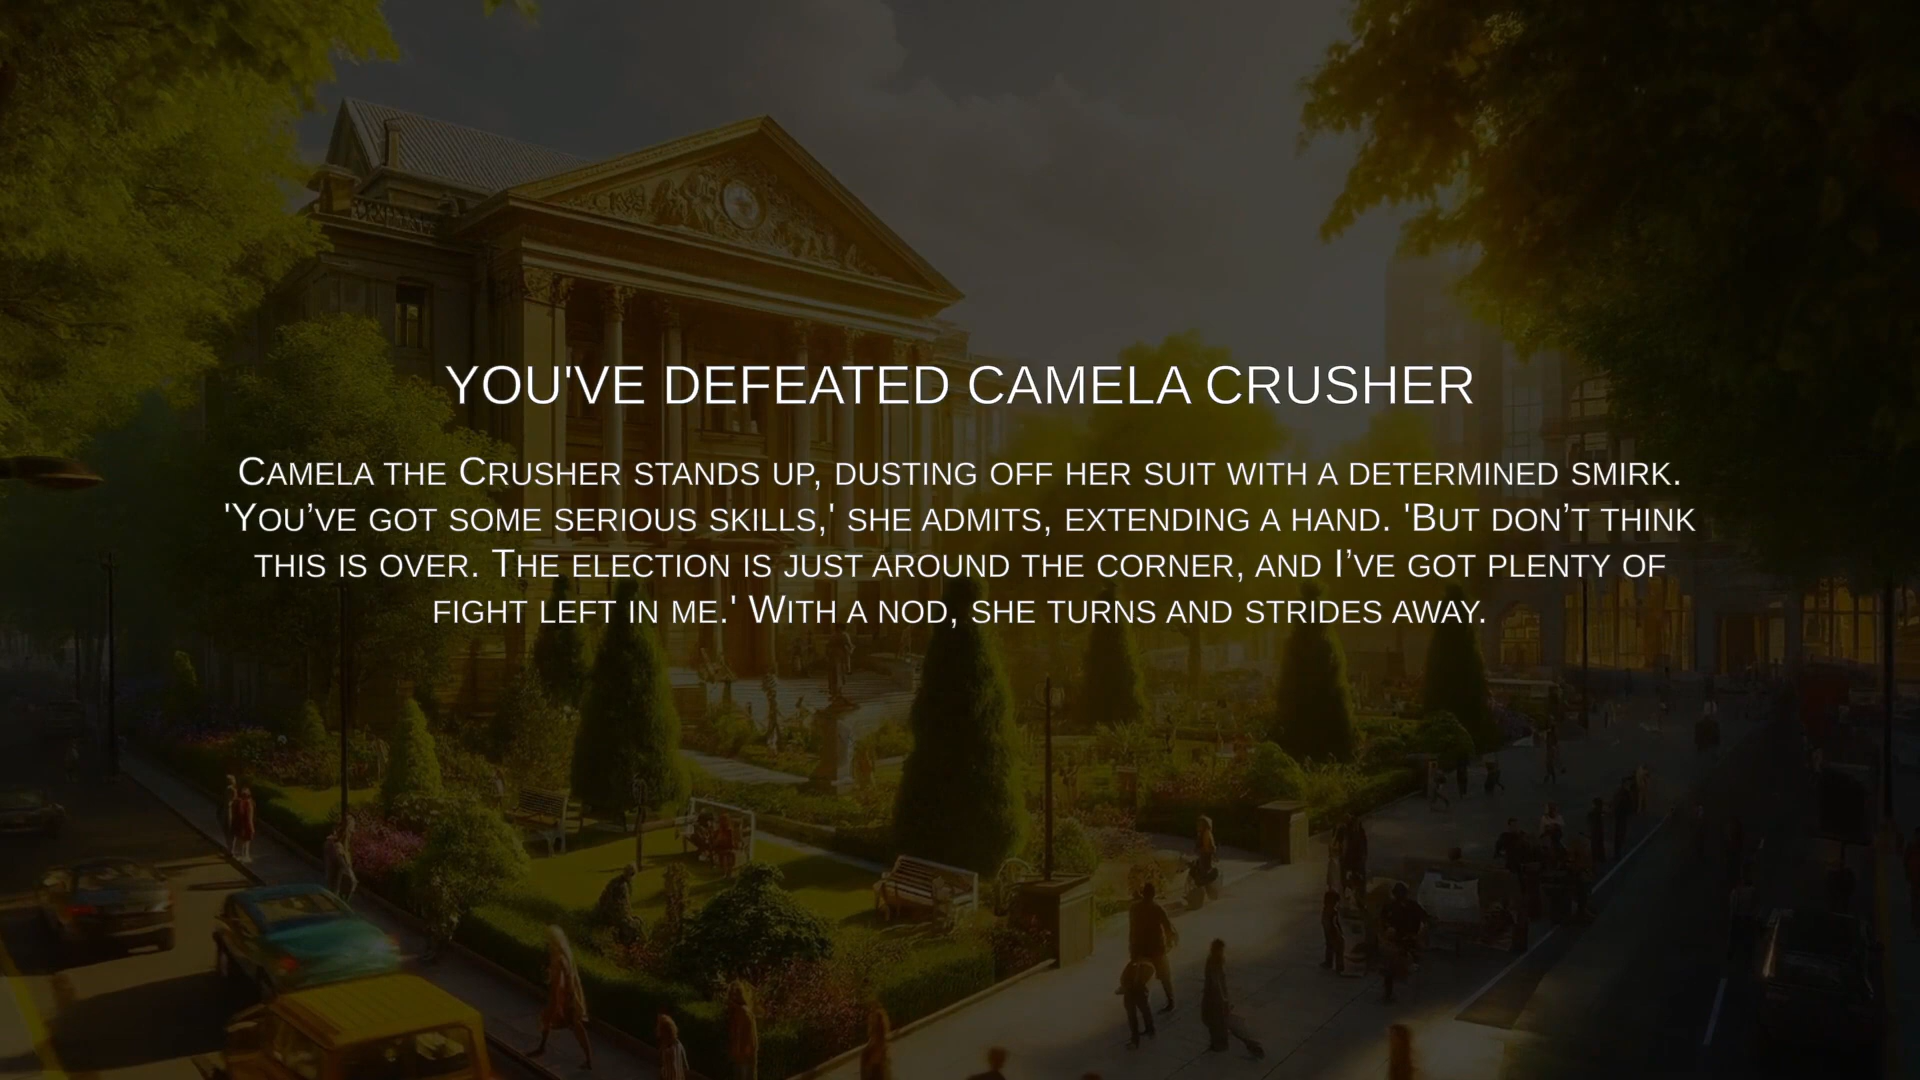 YOU'VE DEFEATED CAMELA CRUSHER
CAMELA THE CRUSHER STANDS UP, DUSTING OFF HER SUIT WITH A DETERMINED SMIRK.
'YOU’VE GOT SOME SERIOUS SKILLS,' SHE ADMITS, EXTENDING A HAND. 'BUT DON’T THINK
THIS IS OVER. THE ELECTION IS JUST AROUND THE CORNER, AND I’VE GOT PLENTY OF
FIGHT LEFT IN ME.' WITH A NOD, SHE TURNS AND STRIDES AWAY.